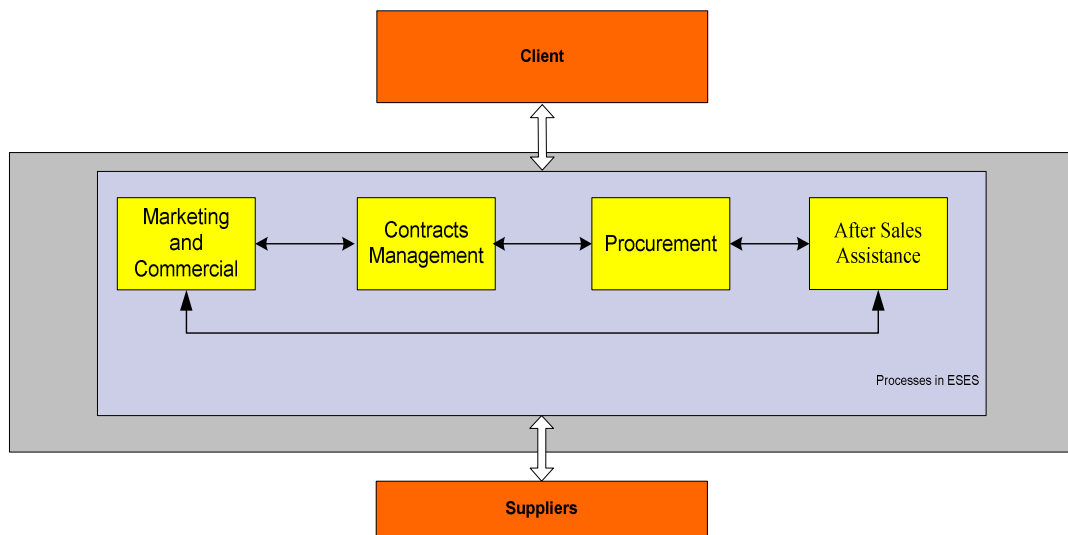 Client
Marketing
and
Commercial
Contracts
Management
Procurement
After Sales
Assistance
Processes in ESES
Suppliers